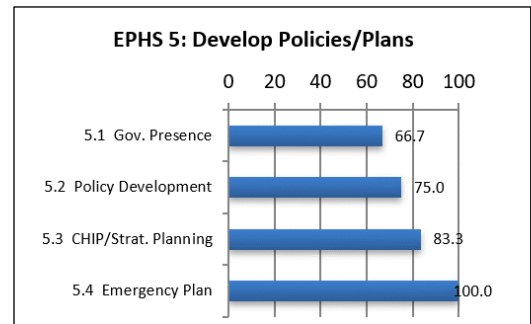 EPHS 5: Develop Policies/Plans
0 20 40 60 80 100
5.1 Gov. Presence 66.7
5.2 Policy Development 75.0
5.3 CHIP/Strat. Planning 83.3
5.4 Emergency Plan 100.0